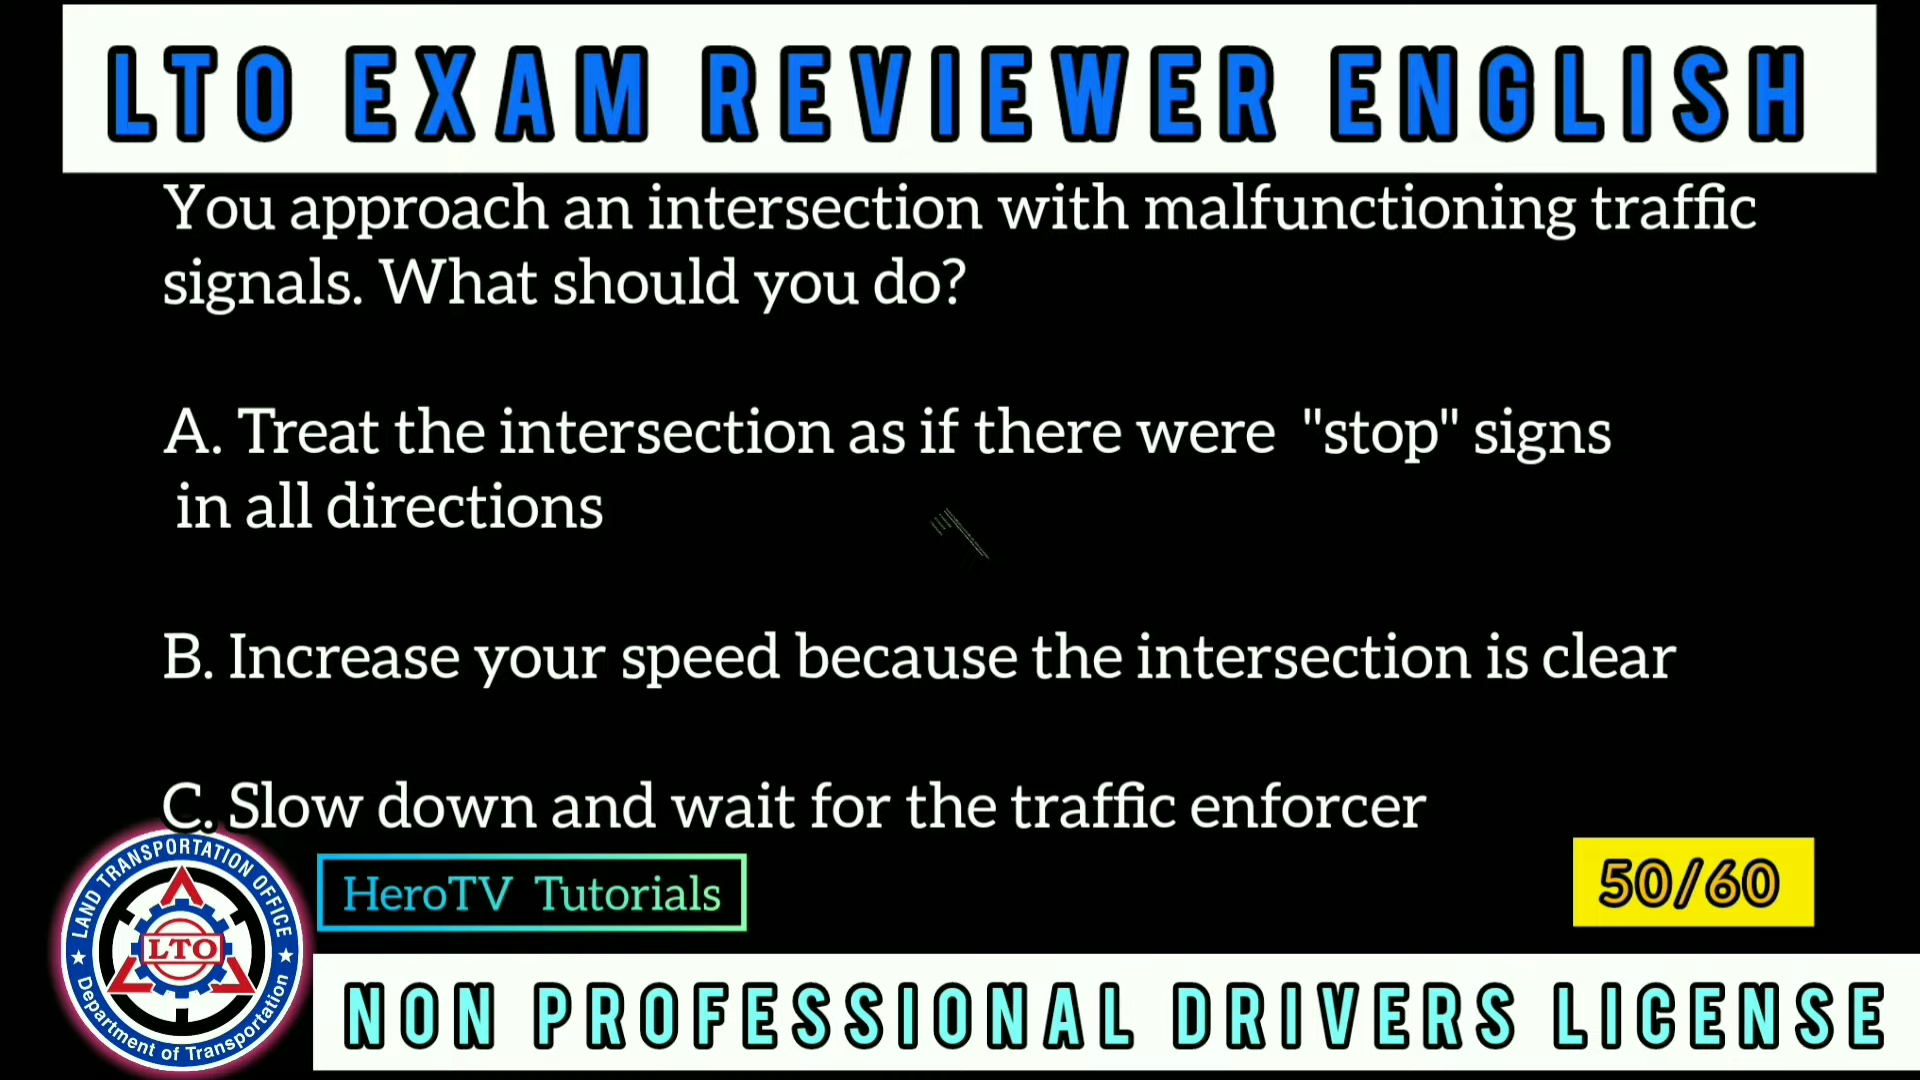 LTO EXAM REVIEWER ENGLISH
You approach an intersection with malfunctioning traffic
signals. What should you do?
A. Treat the intersection as if there were "stop" signs
in all directions
B. Increase your speed because the intersection is clear
C. Slow down and wait for the traffic enforcer
LAND TRANSPORTATION OFFICE
LTO
Department of Transportation
HeroTV Tutorials
50/60
NON PROFESSIONAL DRIVERS LICENSE